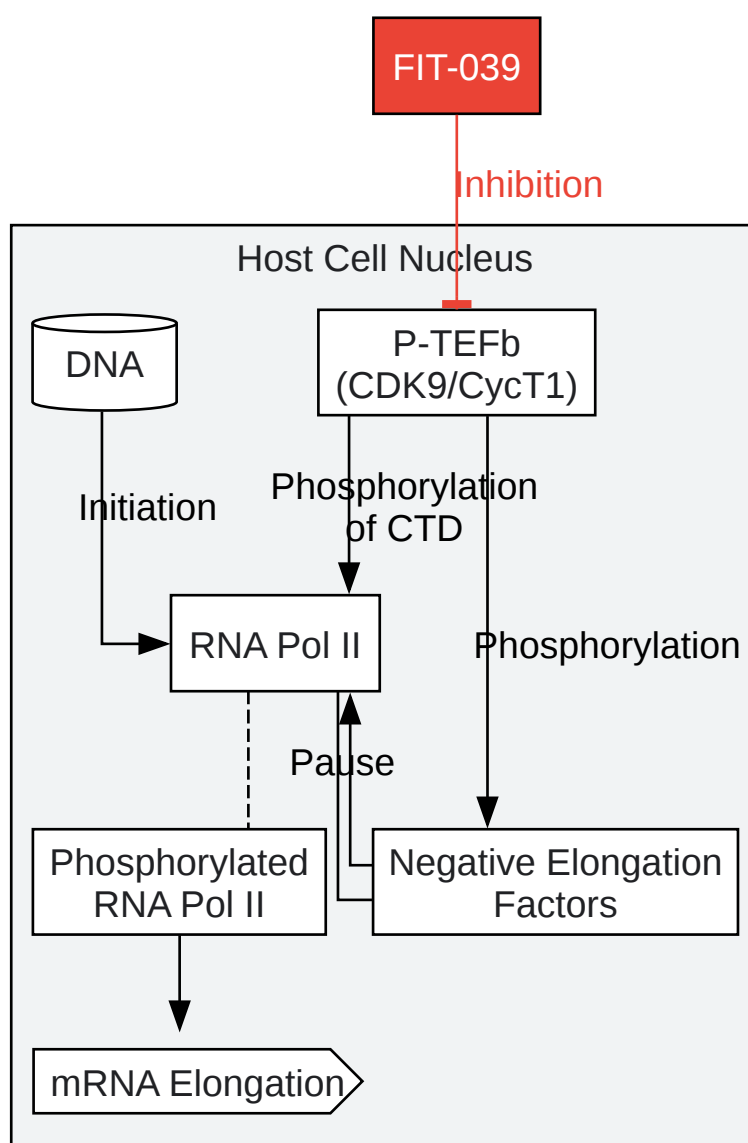 FIT-039
Inhibition
Host Cell Nucleus
DNA
P-TEFb
(CDK9/CycT1)
Initiation
Phosphorylation
of CTD
RNA Pol II
Phosphorylation
Pause
Phosphorylated
RNA Pol II
Negative Elongation
Factors
mRNA Elongation